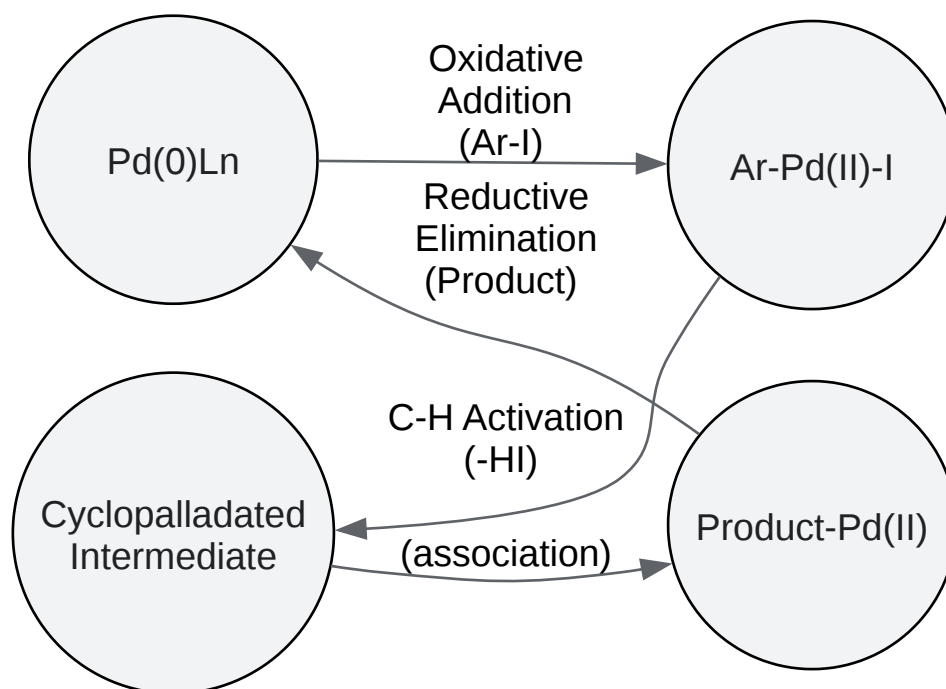 Oxidative
Addition
(Ar-I)
Pd(0)Ln
Ar-Pd(II)-I
Reductive
Elimination
(Product)
C-H Activation
(-HI)
Cyclopalladated
Intermediate
(association)
Product-Pd(II)